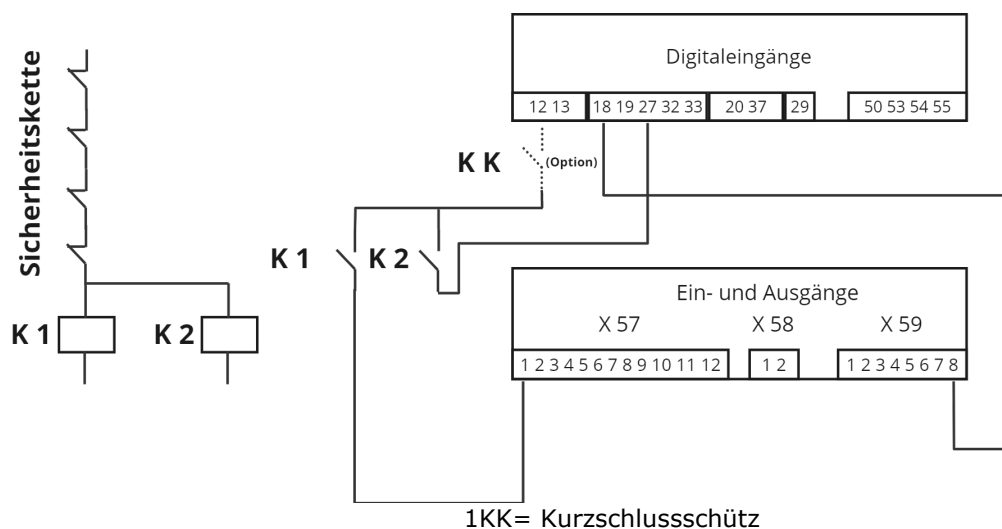 Sicherheitskette
K 1
K 2
Digitaleingänge
12 13 18 19 27 32 33 20 37 29 50 53 54 55
K K (Option)
K 1 K 2
Ein- und Ausgänge
X 57 X 58 X 59
1 2 3 4 5 6 7 8 9 10 11 12 1 2 1 2 3 4 5 6 7 8
1KK= Kurzschlussschütz